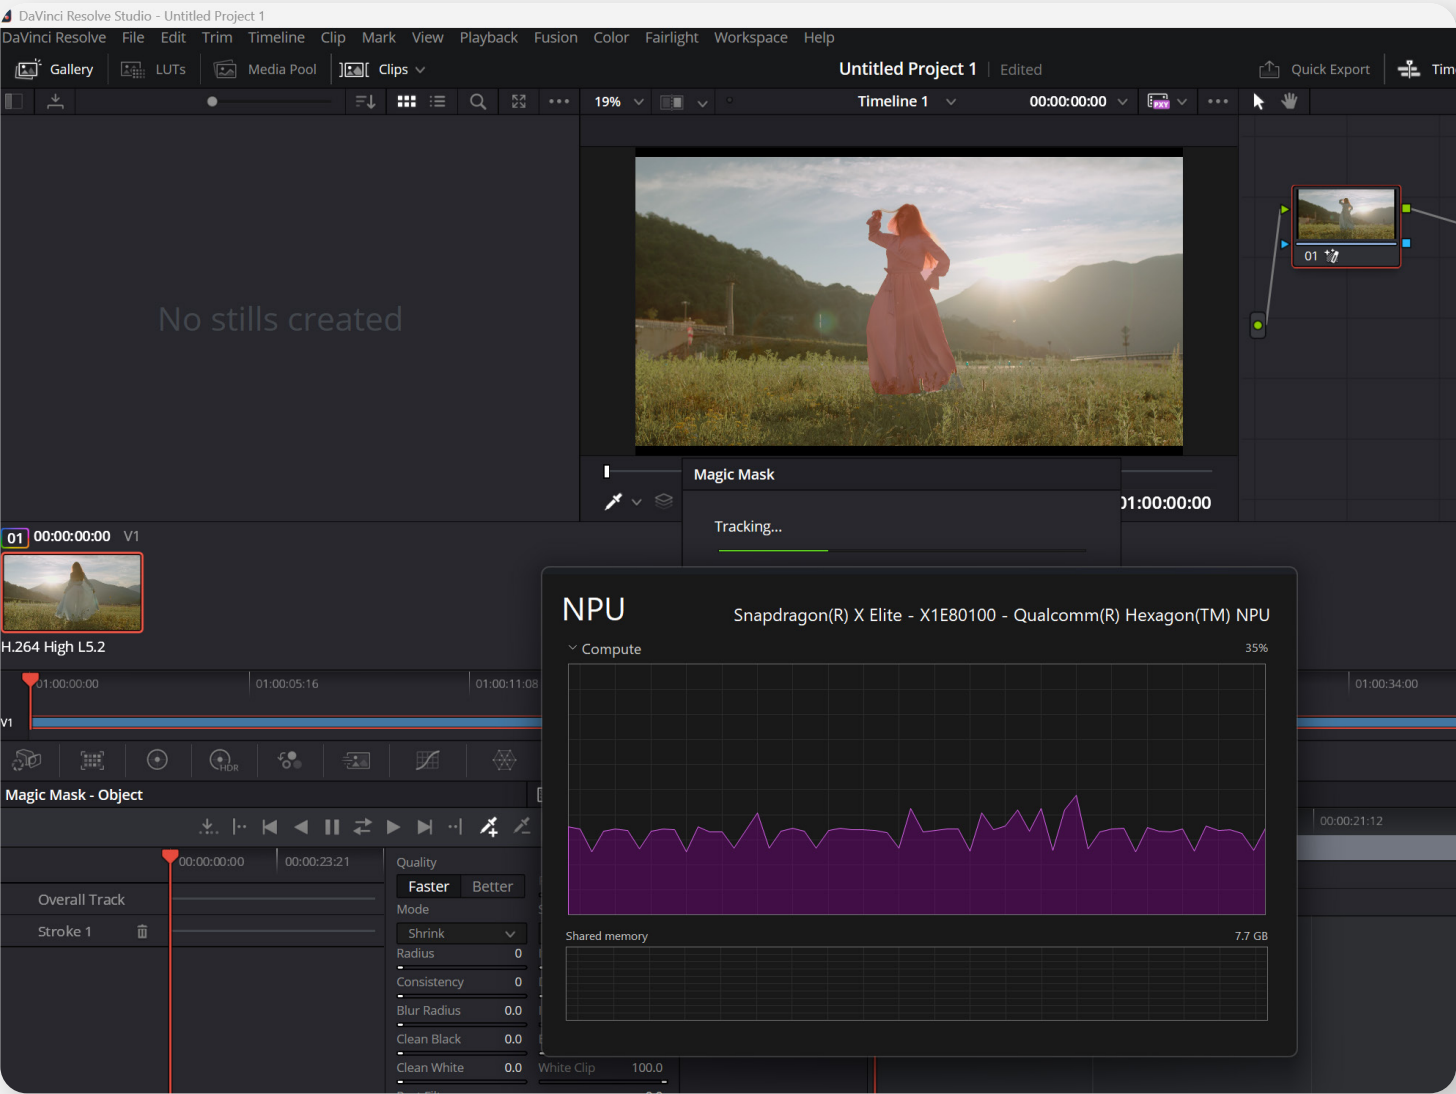 DaVinci Resolve Studio - Untitled Project 1
DaVinci Resolve File Edit Trim Timeline Clip Mark View Playback Fusion Color Fairlight Workspace Help
Gallery LUTs Media Pool Clips Untitled Project 1 Edited Quick Export Tim
19% Timeline 1 00:00:00:00 PXY
No stills created
01
Magic Mask
01:00:00:00
Tracking...
01 00:00:00:00 V1
H.264 High L5.2
NPU Snapdragon(R) X Elite - X1E80100 - Qualcomm(R) Hexagon(TM) NPU
Compute 35%
01:00:00:00 01:00:05:16 01:00:11:08 01:00:34:00
V1
HDR
Magic Mask - Object
00:00:21:12
00:00:00:00 00:00:23:21
Quality
Faster Better
Overall Track
Mode
Stroke 1
Shrink
Shared memory 7.7 GB
Radius 0
Consistency 0
Blur Radius 0.0
Clean Black 0.0
Clean White 0.0 White Clip 100.0